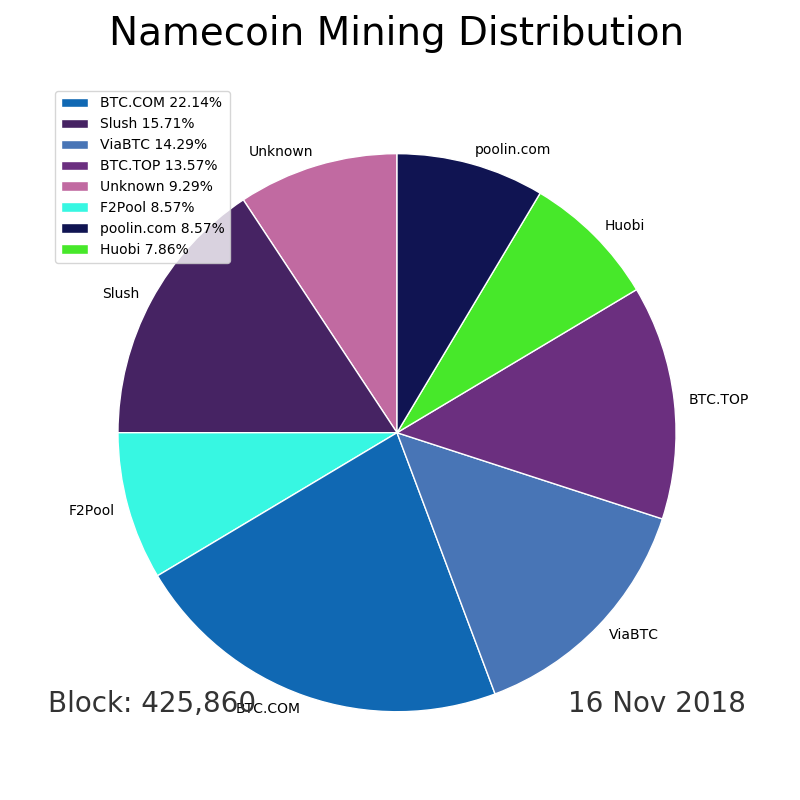 Namecoin Mining Distribution
BTC.COM 22.14%
Slush 15.71%
ViaBTC 14.29%
BTC.TOP 13.57%
Unknown 9.29%
F2Pool 8.57%
poolin.com 8.57%
Huobi 7.86%
Unknown
poolin.com
Huobi
Slush
BTC.TOP
F2Pool
ViaBTC
Block: 425,860
BTC.COM
16 Nov 2018